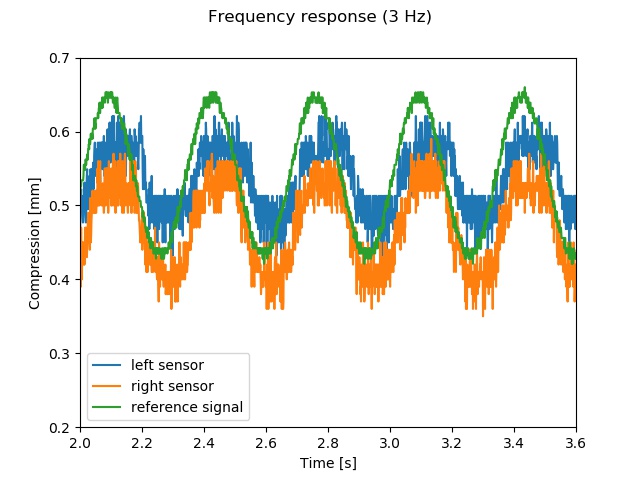 Frequency response (3 Hz)
0.7
0.6
0.5
0.4
0.3
0.2
Compression [mm]
left sensor
right sensor
reference signal
2.0 2.2 2.4 2.6 2.8 3.0 3.2 3.4 3.6
Time [s]